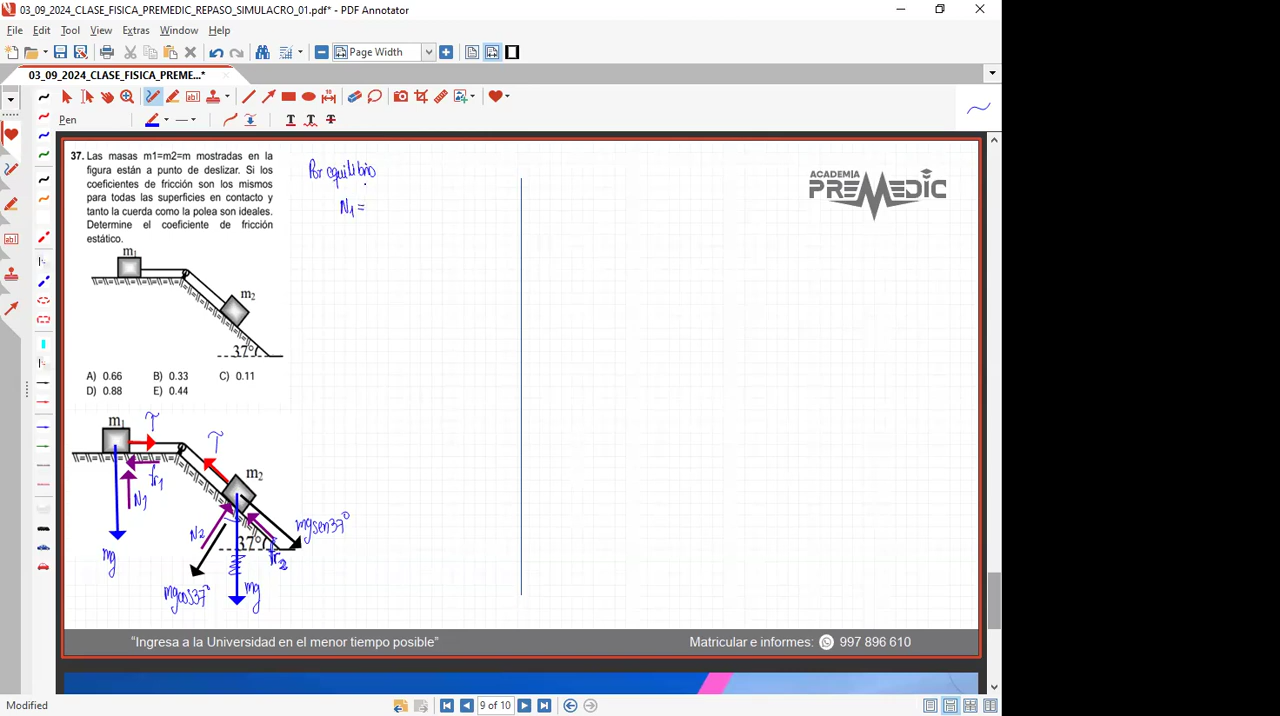 03_09_2024_CLASE_FISICA_PREMEDIC_REPASO_SIMULACRO_01.pdf* - PDF Annotator
File Edit Tool View Extras Window Help
Page Width
03_09_2024_CLASE_FISICA_PREME...*
Pen
37. Las masas m1=m2=m mostradas en la
figura están a punto de deslizar. Si los
coeficientes de fricción son los mismos
para todas las superficies en contacto y
tanto la cuerda como la polea son ideales.
Determine el coeficiente de fricción
estático.
m1
m2
37°
A) 0.66 B) 0.33 C) 0.11
D) 0.88 E) 0.44
Por equilibrio
N1 =
ACADEMIA
PREMEDIC
m1
T
T
m2
fr1
N1
mg
N2
mgsen37°
37°
fr2
mgcos37°
mg
“Ingresa a la Universidad en el menor tiempo posible”
Matricular e informes: 997 896 610
Modified
9 of 10